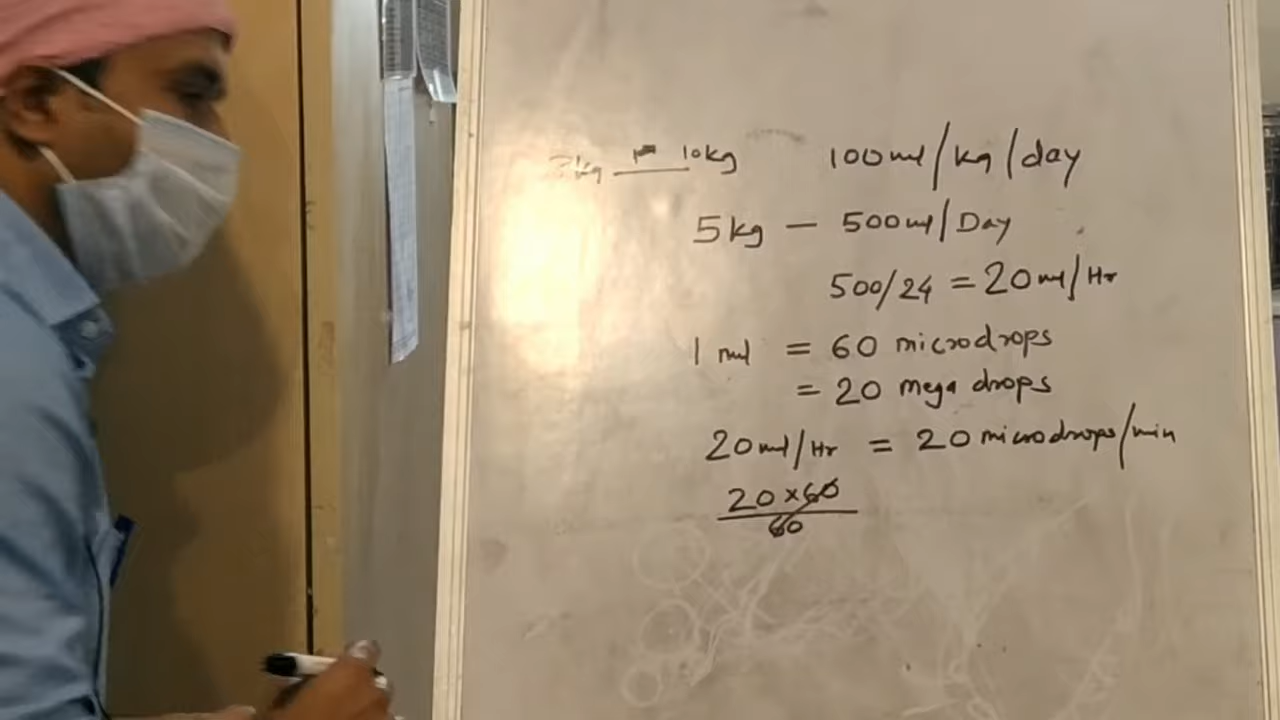 3kg — 10kg 100ml/kg/day
5kg — 500ml/Day
500/24 = 20ml/Hr
1 ml = 60 microdrops
= 20 mega drops
20ml/Hr = 20 microdrops/min
20 x 60
60